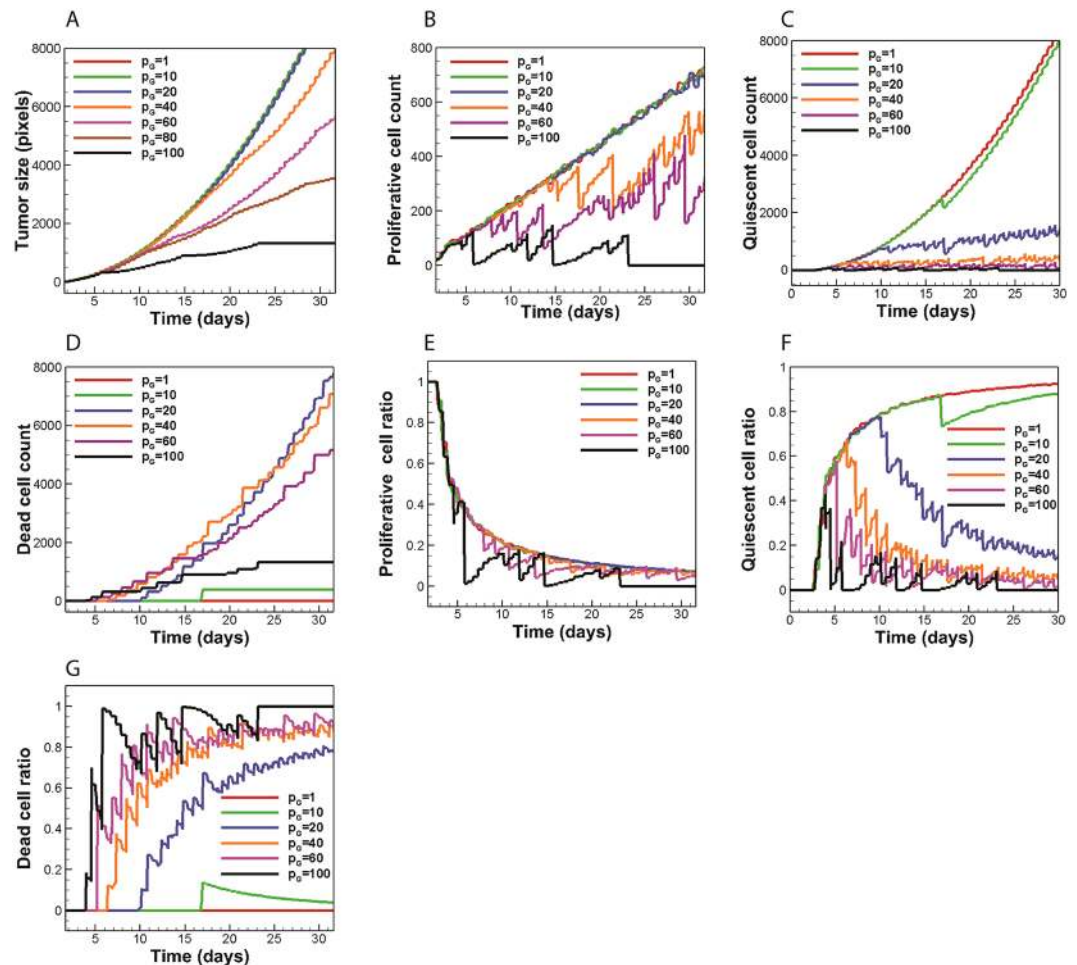 A
Tumor size (pixels)
8000
6000
4000
2000
0
pG=1
pG=10
pG=20
pG=40
pG=60
pG=80
pG=100
5 10 15 20 25 30
Time (days)
B
Proliferative cell count
800
600
400
200
0
pG=1
pG=10
pG=20
pG=40
pG=60
pG=100
5 10 15 20 25 30
Time (days)
C
Quiescent cell count
8000
6000
4000
2000
0
pG=1
pG=10
pG=20
pG=40
pG=60
pG=100
0 5 10 15 20 25 30
Time (days)
D
Dead cell count
8000
6000
4000
2000
0
pG=1
pG=10
pG=20
pG=40
pG=60
pG=100
5 10 15 20 25 30
Time (days)
E
Proliferative cell ratio
1
0.8
0.6
0.4
0.2
0
pG=1
pG=10
pG=20
pG=40
pG=60
pG=100
5 10 15 20 25 30
Time (days)
F
Quiescent cell ratio
1
0.8
0.6
0.4
0.2
0
pG=1
pG=10
pG=20
pG=40
pG=60
pG=100
0 5 10 15 20 25 30
Time (days)
G
Dead cell ratio
1
0.8
0.6
0.4
0.2
0
pG=1
pG=10
pG=20
pG=40
pG=60
pG=100
5 10 15 20 25 30
Time (days)